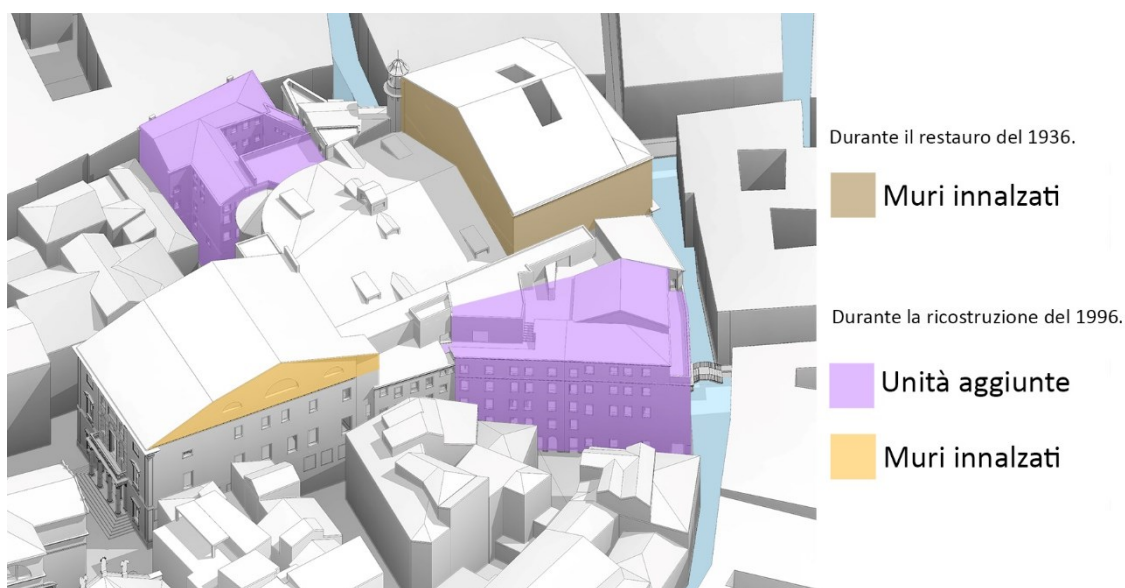 Durante il restauro del 1936.
Muri innalzati
Durante la ricostruzione del 1996.
Unità aggiunte
Muri innalzati